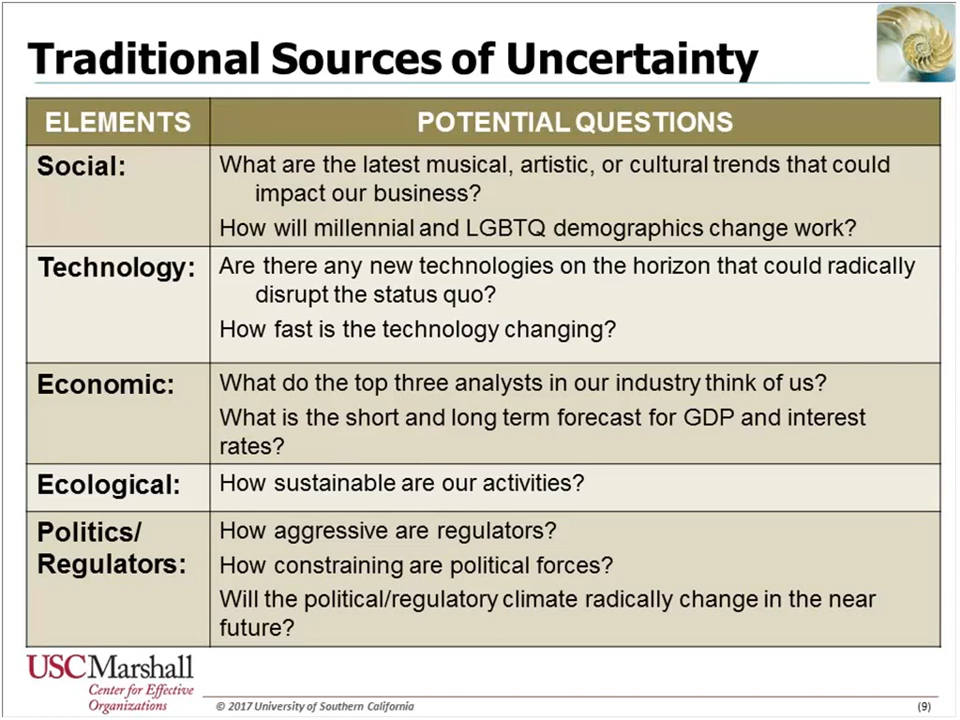 Traditional Sources of Uncertainty
ELEMENTS
POTENTIAL QUESTIONS
Social:
What are the latest musical, artistic, or cultural trends that could
impact our business?
How will millennial and LGBTQ demographics change work?
Technology:
Are there any new technologies on the horizon that could radically
disrupt the status quo?
How fast is the technology changing?
Economic:
What do the top three analysts in our industry think of us?
What is the short and long term forecast for GDP and interest
rates?
Ecological:
How sustainable are our activities?
Politics/
Regulators:
How aggressive are regulators?
How constraining are political forces?
Will the political/regulatory climate radically change in the near
future?
USC Marshall
Center for Effective
Organizations
© 2017 University of Southern California
(9)